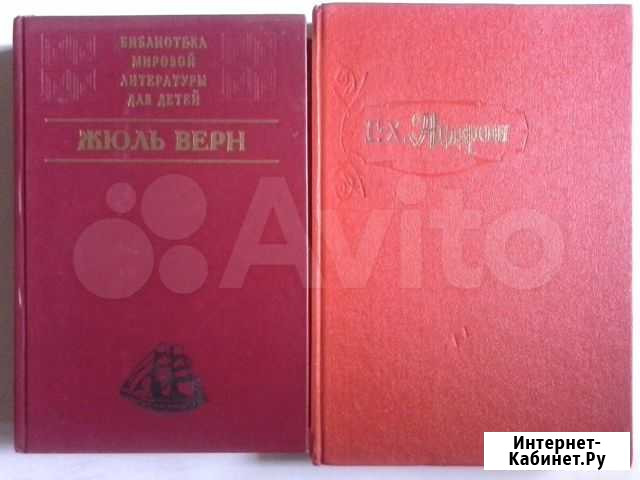 БИБЛИОТЕКА
МИРОВОЙ
ЛИТЕРАТУРЫ
ДЛЯ ДЕТЕЙ
ЖЮЛЬ ВЕРН
Avito
Интернет-
Кабинет.Ру